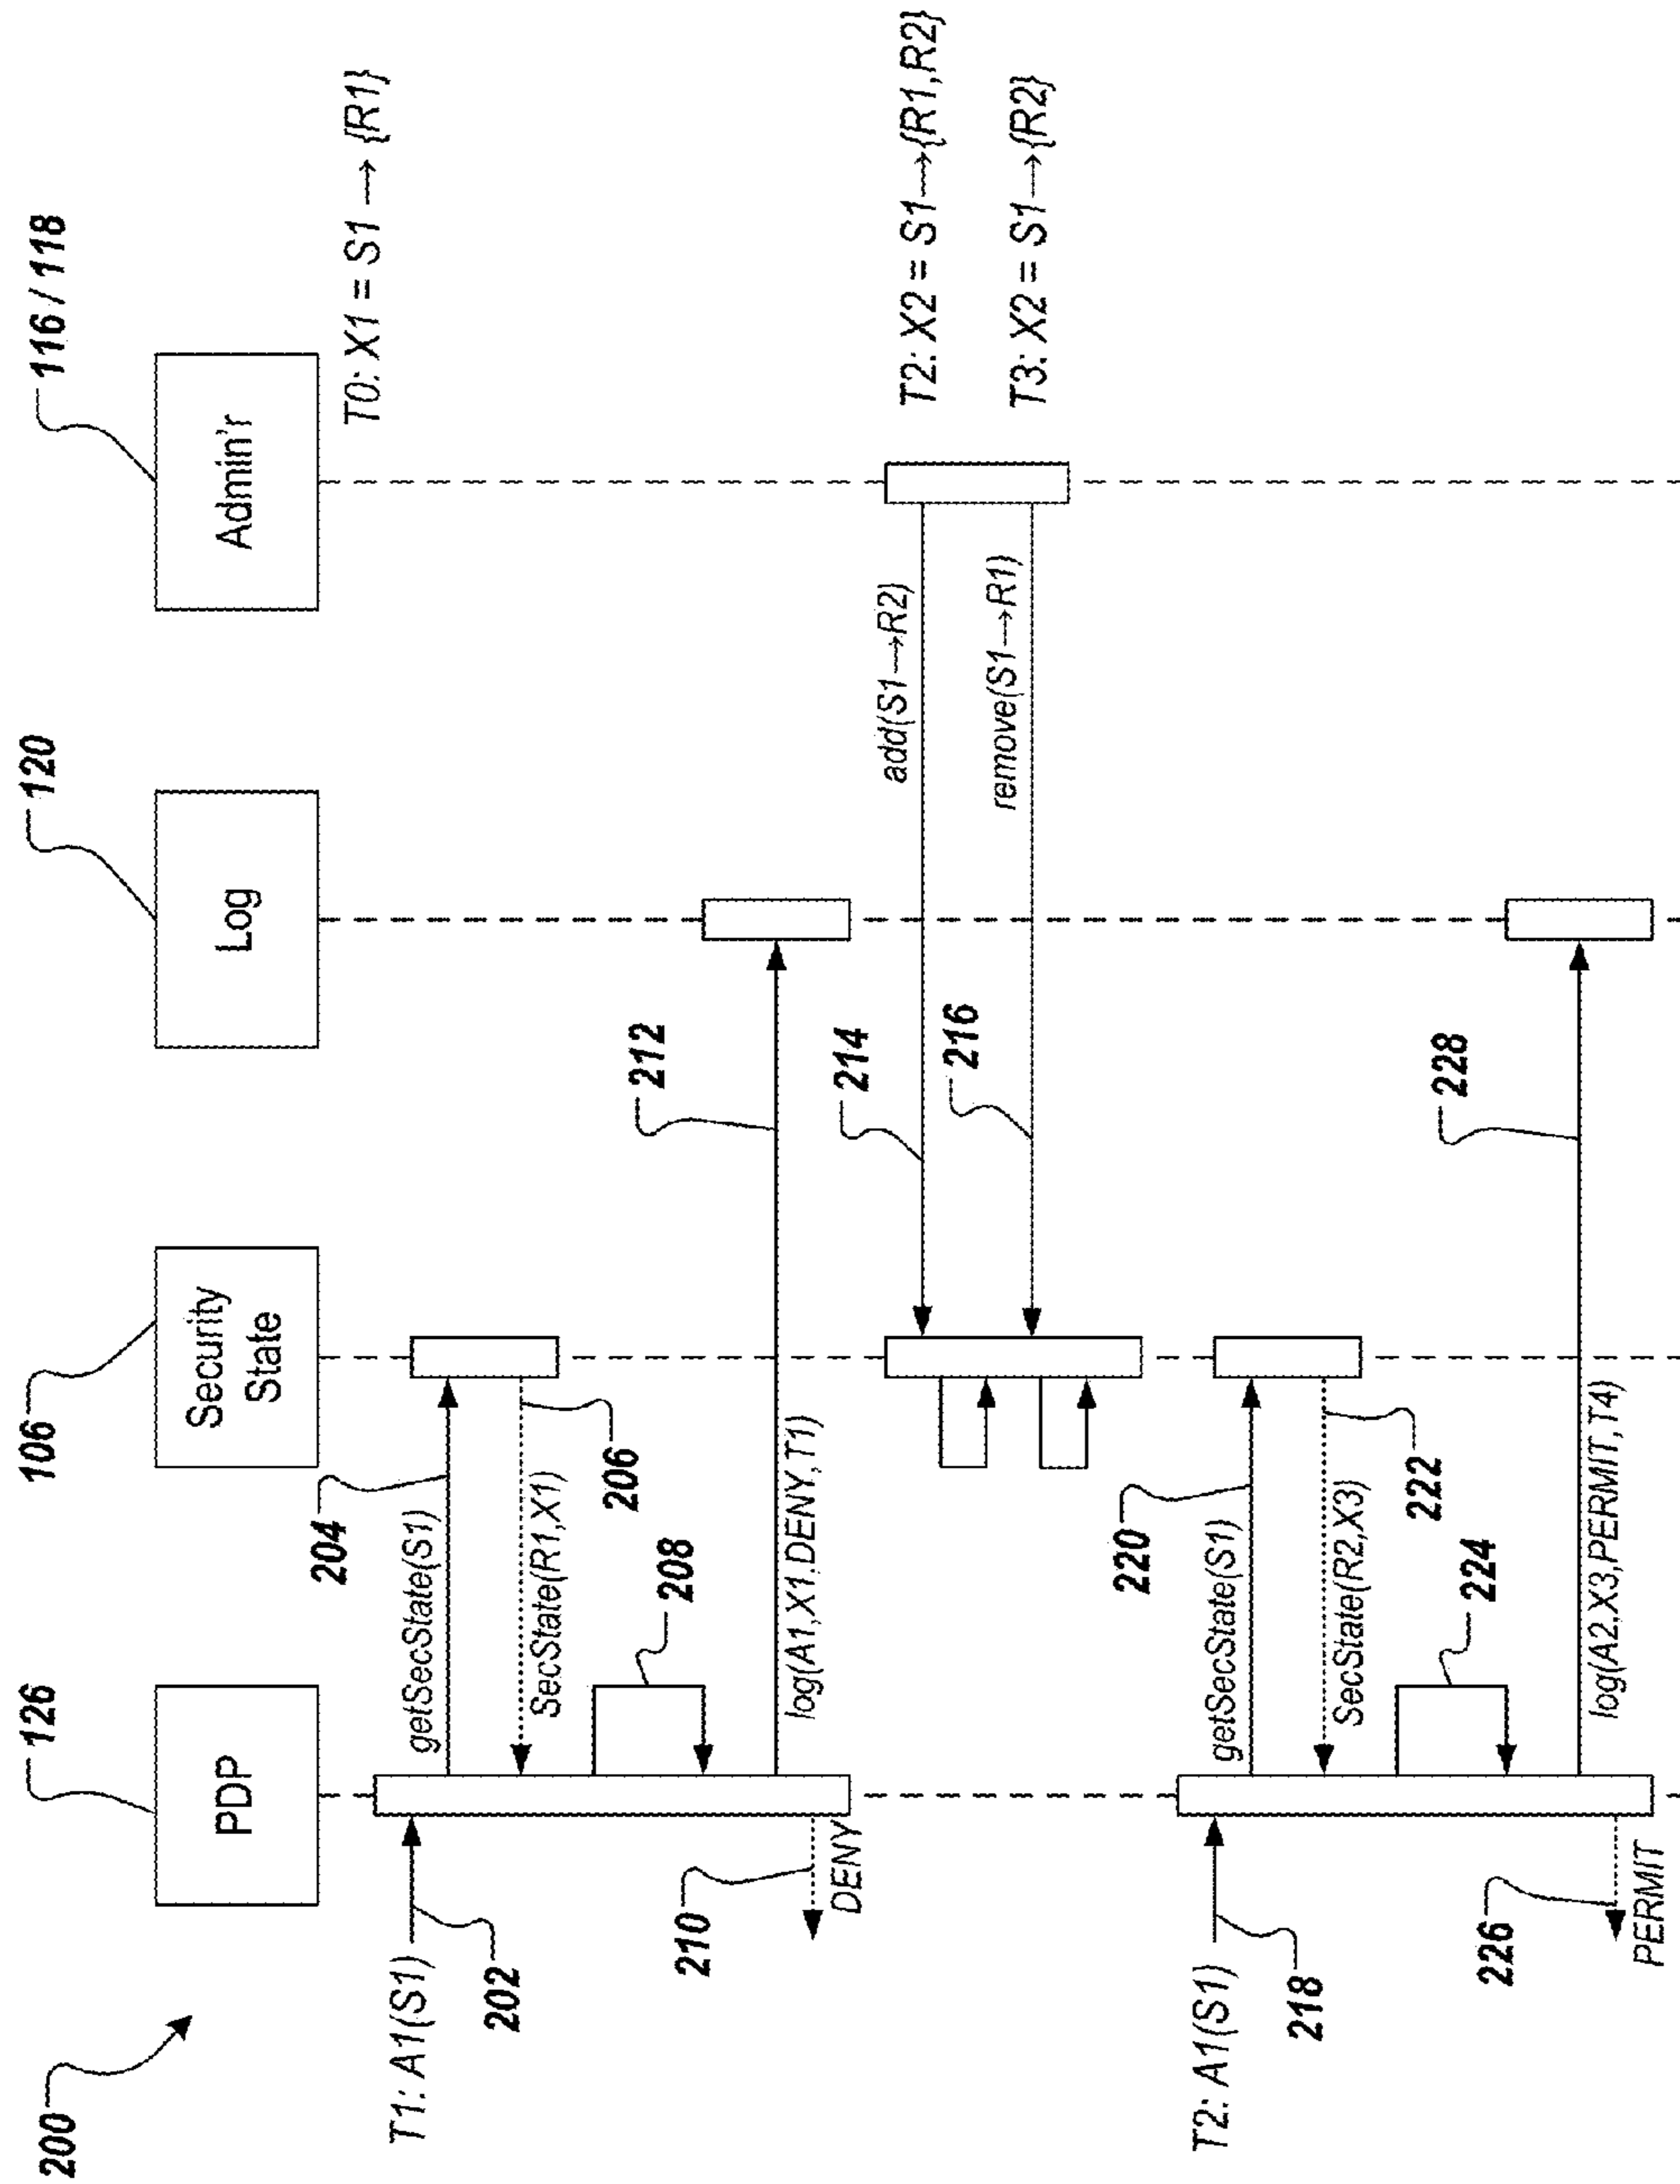 200
126
106
120
116 / 118
PDP
Security
State
Log
Admin'r
T0: X1 = S1 → {R1}
T1: A1(S1)
202
getSecState(S1)
204
SecState(R1,X1)
206
208
210
DENY
log(A1,X1,DENY,T1)
212
add(S1→R2}
214
T2: X2 = S1→{R1,R2}
remove(S1→R1)
216
T3: X2 = S1→{R2}
T2: A1(S1)
218
getSecState(S1)
220
SecState(R2,X3)
222
224
226
PERMIT
log(A2,X3,PERMIT,T4)
228